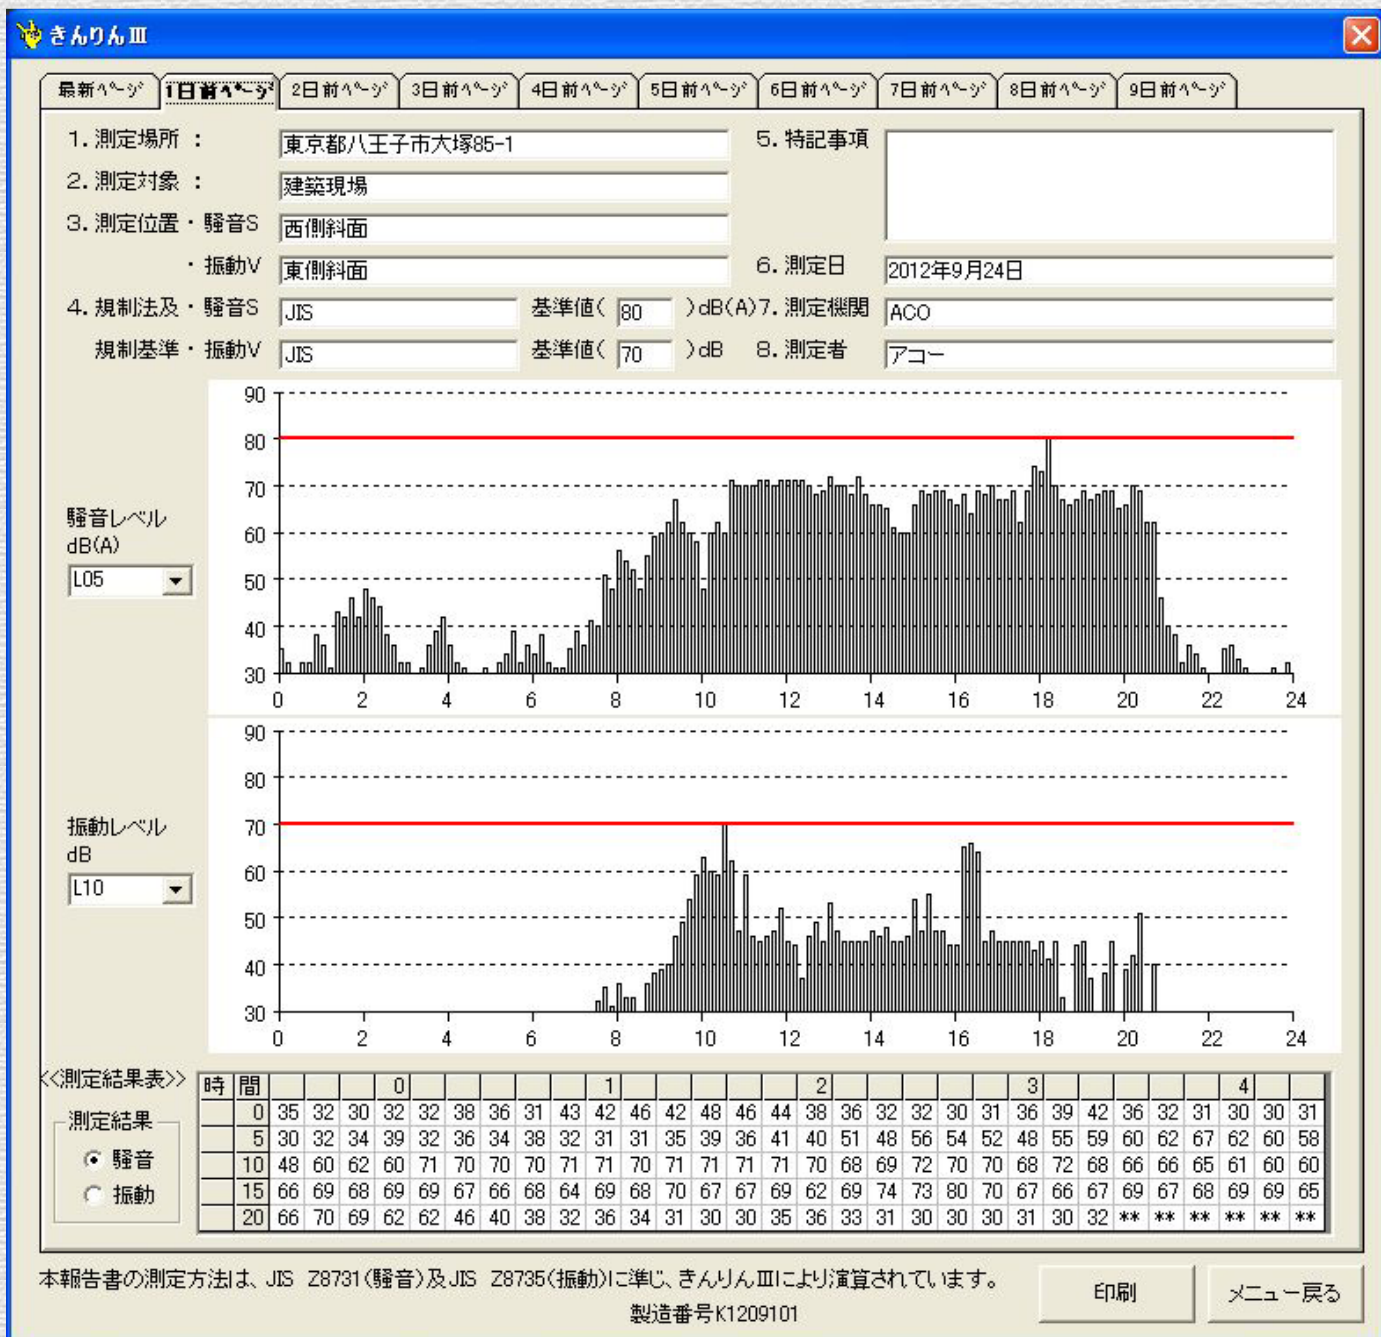 きんりんⅢ
最新ページ 1日前ページ 2日前ページ 3日前ページ 4日前ページ 5日前ページ 6日前ページ 7日前ページ 8日前ページ 9日前ページ
1. 測定場所 : 東京都八王子市大塚85-1 5. 特記事項
2. 測定対象 : 建築現場
3. 測定位置・騒音S 西側斜面
・振動V 東側斜面 6. 測定日 2012年9月24日
4. 規制法及・騒音S JIS 基準値( 80 )dB(A) 7. 測定機関 ACO
規制基準・振動V JIS 基準値( 70 )dB 8. 測定者 アコー
90
80
70
60
50
40
30
騒音レベル
dB(A)
L05
0 2 4 6 8 10 12 14 16 18 20 22 24
90
80
70
60
50
40
30
振動レベル
dB
L10
0 2 4 6 8 10 12 14 16 18 20 22 24
<<測定結果表>>
測定結果
騒音
振動
時 間 0 1 2 3 4
0 35 32 30 32 32 38 36 31 43 42 46 42 48 46 44 38 36 32 32 30 31 36 39 42 36 32 31 30 30 31
5 30 32 34 39 32 36 34 38 32 31 31 35 39 36 41 40 51 48 56 54 52 48 55 59 60 62 67 62 60 58
10 48 60 62 60 71 70 70 70 71 71 70 71 71 71 71 70 68 69 72 70 70 68 72 68 66 66 65 61 60 60
15 66 69 68 69 69 67 66 68 64 69 68 70 67 67 69 62 69 74 73 80 70 67 66 67 69 67 68 69 69 65
20 66 70 69 62 62 46 40 38 32 36 34 31 30 30 35 36 33 31 30 30 30 31 30 32 ** ** ** ** ** **
本報告書の測定方法は、JIS Z8731(騒音)及JIS Z8735(振動)に準じ、きんりんⅢにより演算されています。
製造番号K1209101
印刷
メニュー戻る